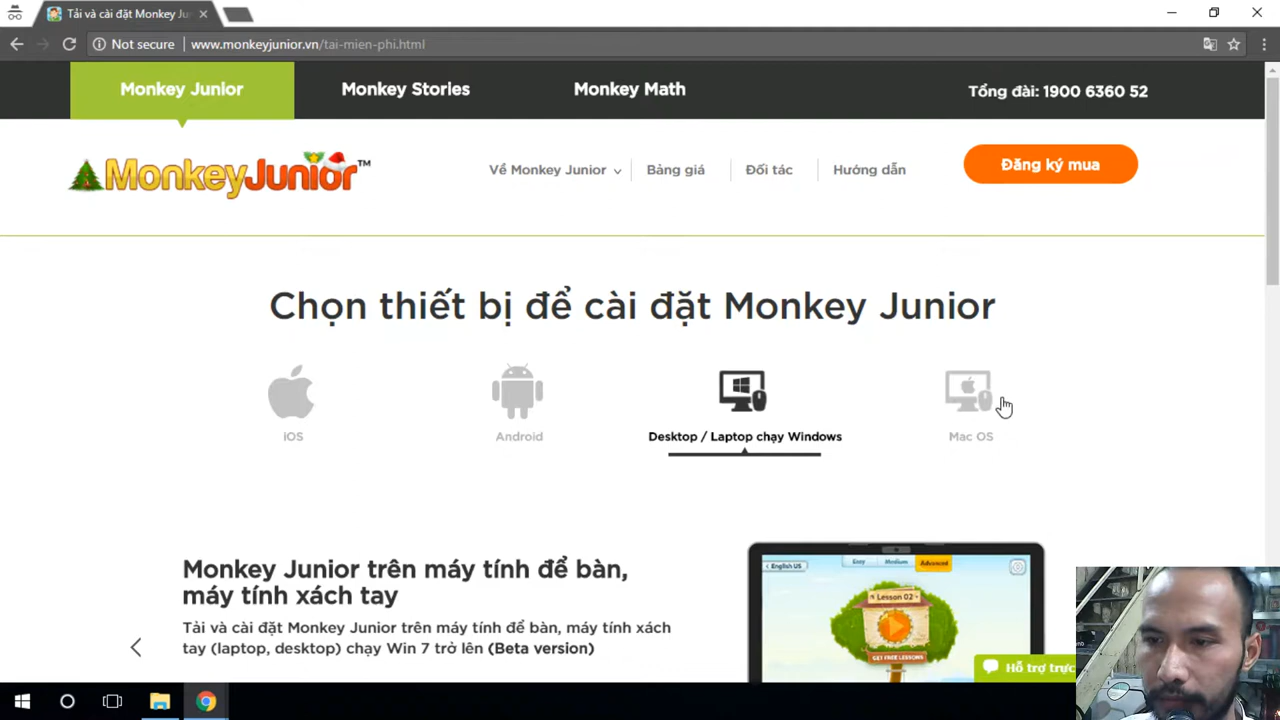 Tải và cài đặt Monkey Ju
Not secure
www.monkeyjunior.vn/tai-mien-phi.html
Monkey Junior
Monkey Stories
Monkey Math
Tổng đài: 1900 6360 52
MonkeyJunior™
Về Monkey Junior
Bảng giá
Đối tác
Hướng dẫn
Đăng ký mua
Chọn thiết bị để cài đặt Monkey Junior
iOS
Android
Desktop / Laptop chạy Windows
Mac OS
Monkey Junior trên máy tính để bàn,
máy tính xách tay
Tải và cài đặt Monkey Junior trên máy tính để bàn, máy tính xách
tay (laptop, desktop) chạy Win 7 trở lên (Beta version)
English US
Easy
Medium
Advanced
Lesson 02
GET FREE LESSONS
Hỗ trợ trực